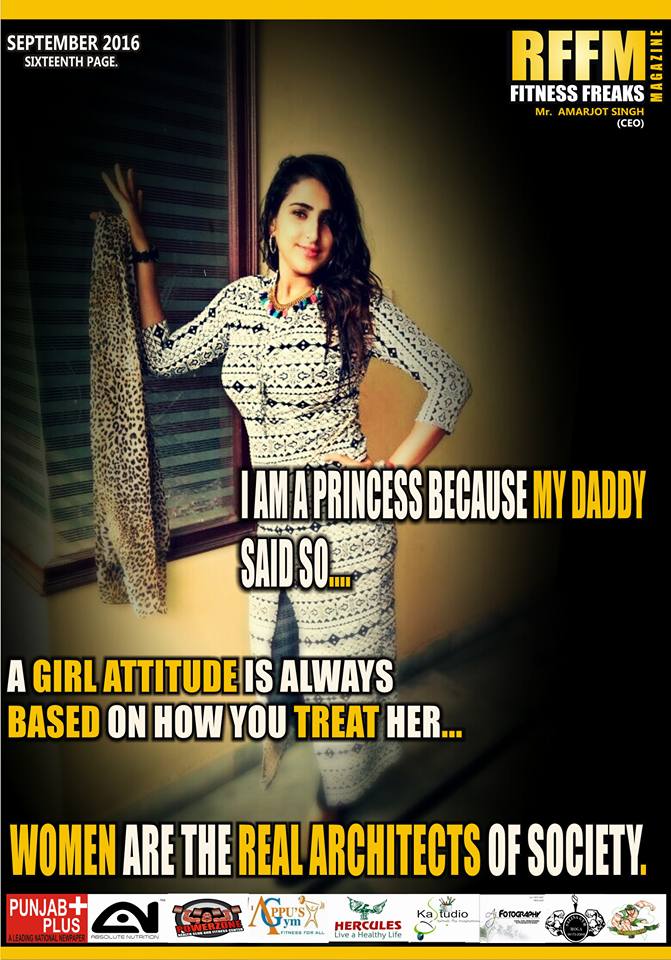 SEPTEMBER 2016
SIXTEENTH PAGE.
RFFM
MAGAZINE
FITNESS FREAKS
Mr. AMARJOT SINGH
(CEO)
I AM A PRINCESS BECAUSE MY DADDY
SAID SO....
A GIRL ATTITUDE IS ALWAYS
BASED ON HOW YOU TREAT HER...
WOMEN ARE THE REAL ARCHITECTS OF SOCIETY.
PUNJAB+
PLUS
A LEADING NATIONAL NEWSPAPER
ABSOLUTE NUTRITION
POWERZONE
APPU'S
Gym
FITNESS FOR ALL
HERCULES
Live a Healthy Life
FOTOGRAPHY
MOGA